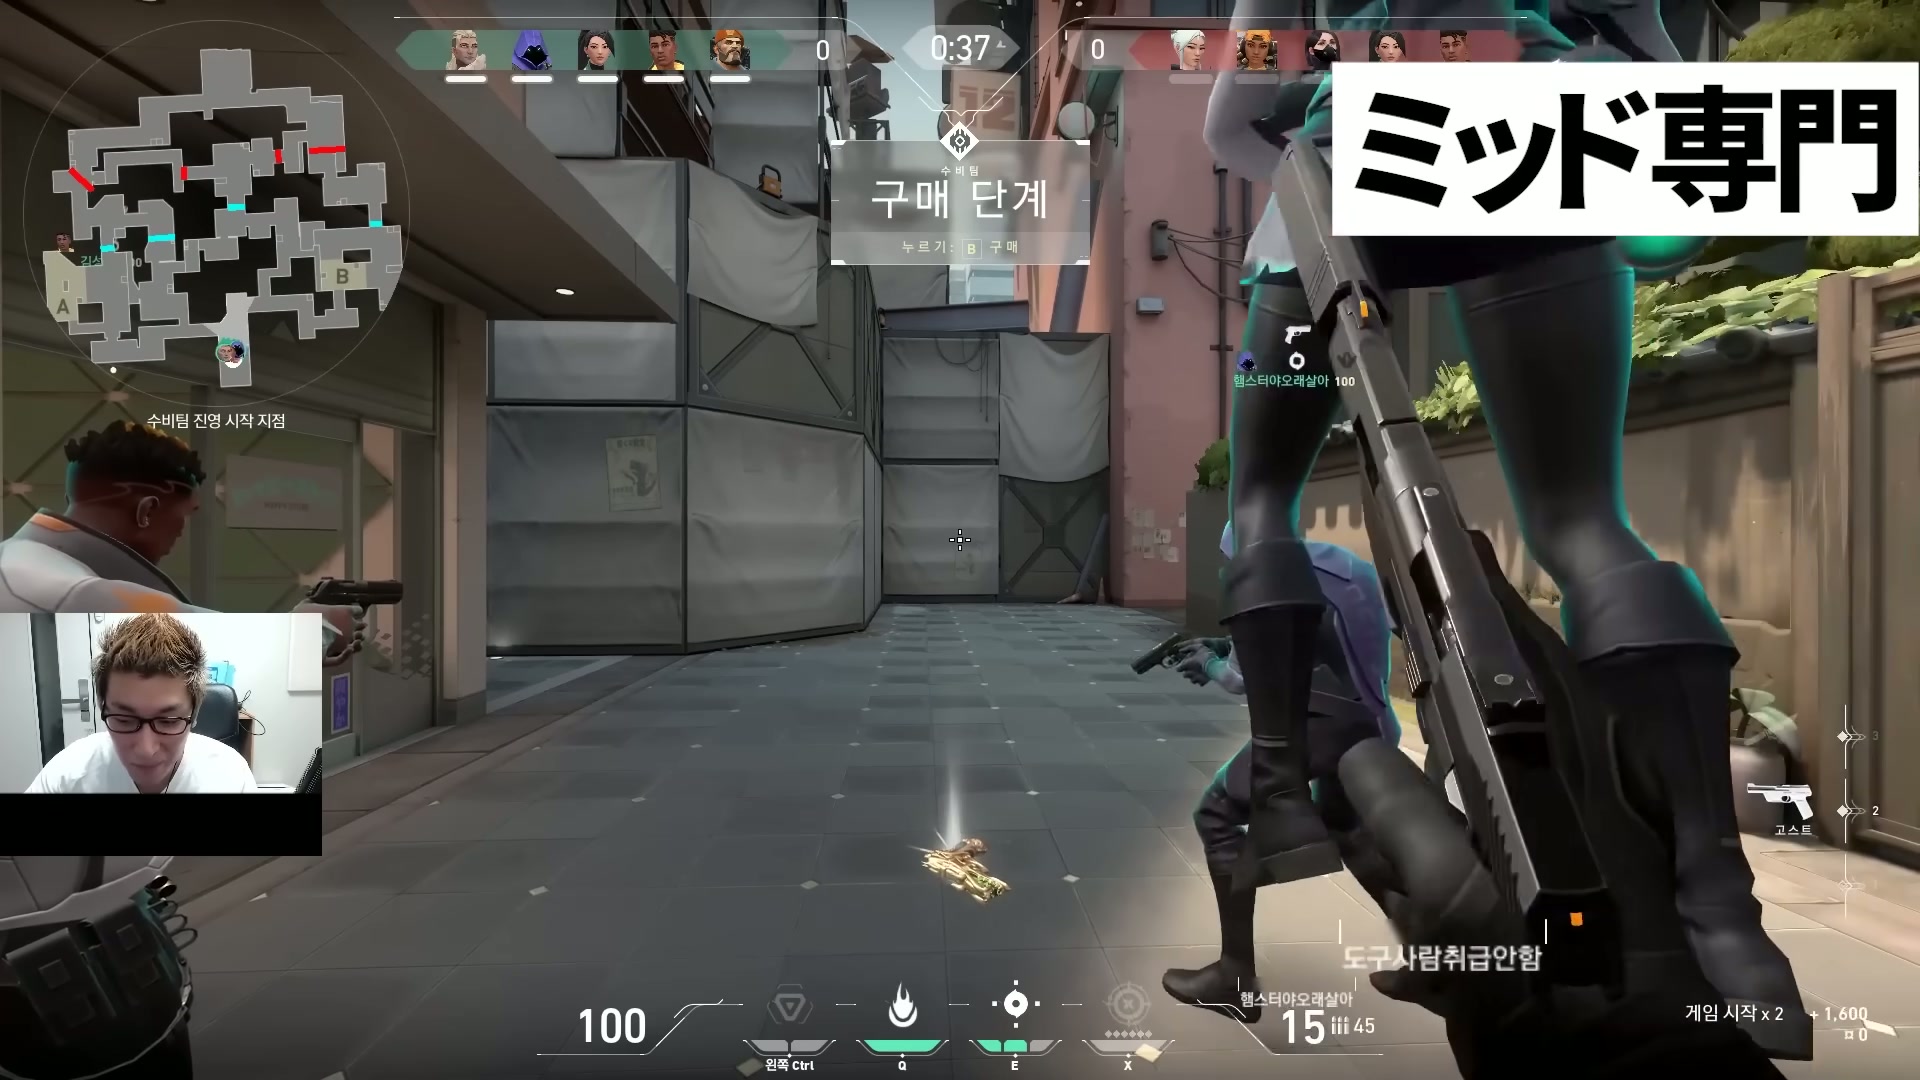 0
0:37
0
ミッド専門
수비팀
구매 단계
누르기: B 구매
B
A
수비팀 진영 시작 지점
햄스터야오래살아 100
3
2
고스트
도구사람취급안함
햄스터야오래살아
100
15 45
게임 시작 x 2 + 1,600
¤ 0
왼쪽 Ctrl
Q
E
X